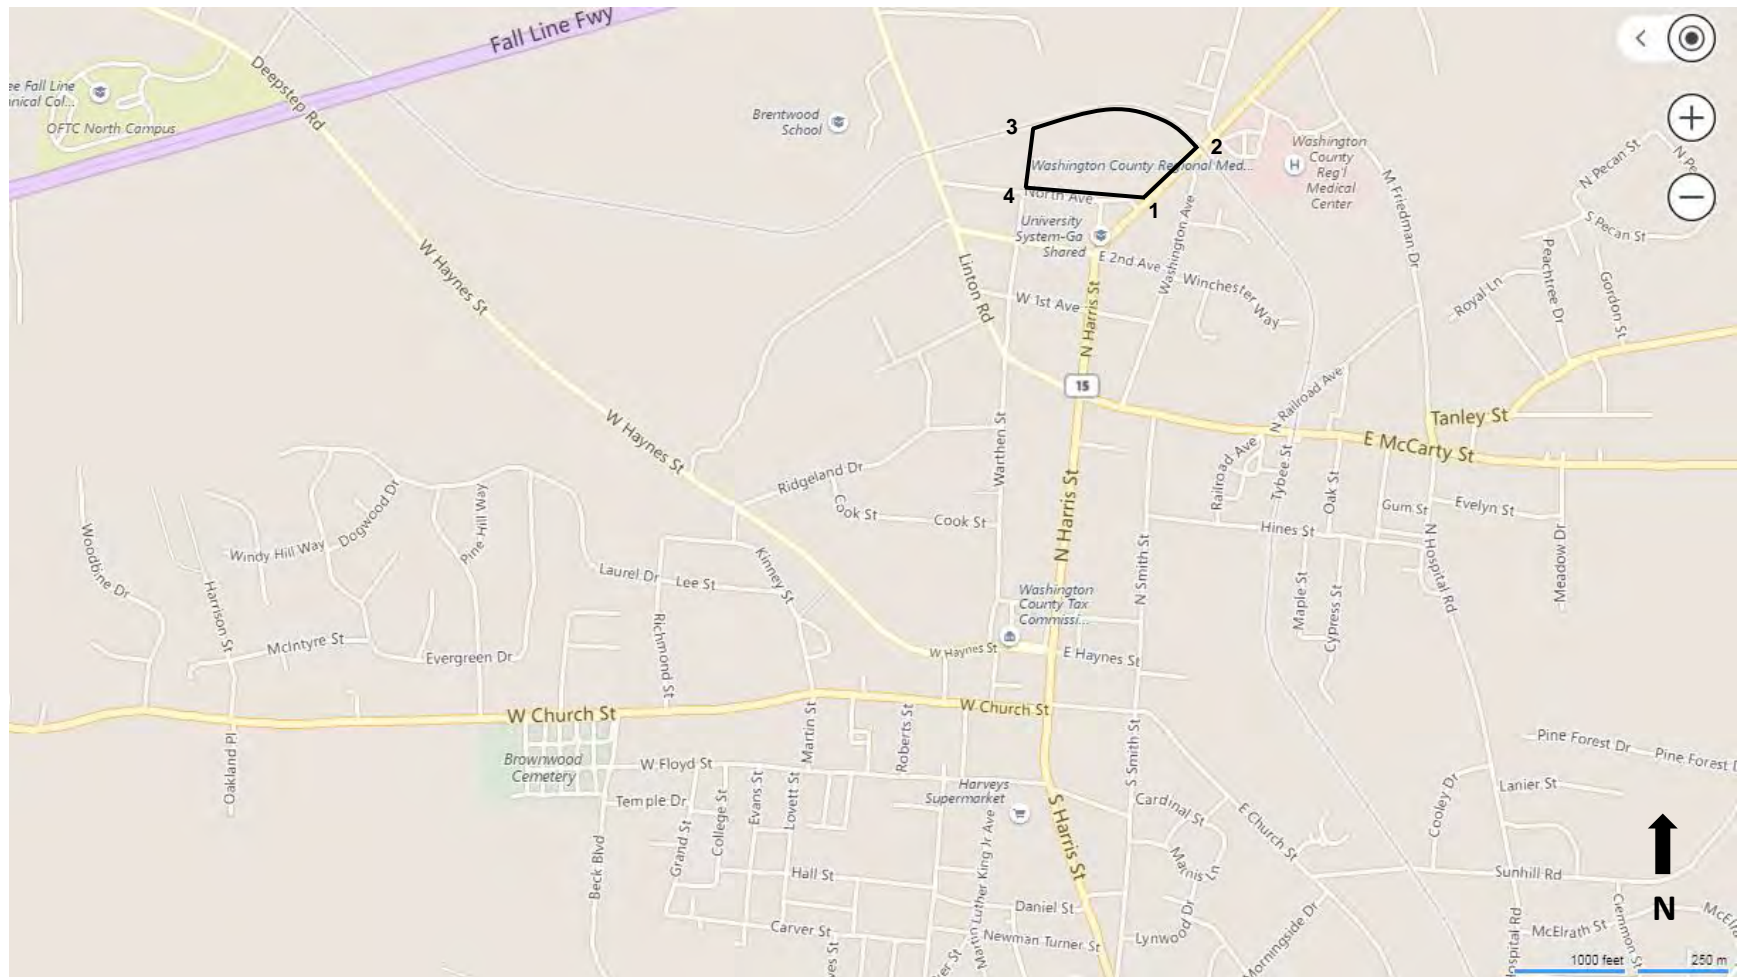 Fall Line Fwy
Deepstep Rd
ee Fall Line
nical Col...
OFTC North Campus
Brentwood
School
3
2
Washington County Regional Med...
4
North Ave
1
Washington
County
Reg'l
Medical
Center
H
M Friedman Dr
N Pecan St
N Pe
S Pecan St
University
System-Ga
Shared
E 2nd Ave
Washington Ave
Winchester Way
W Haynes St
Linton Rd
W 1st Ave
N Harris St
Royal Ln
Peachtree Dr
Gordon St
15
N Railroad Ave
Tanley St
E McCarty St
W Haynes St
Warthen St
Ridgeland Dr
Cook St
Cook St
N Harris St
Railroad Ave
Tybee St
Oak St
Gum St
Evelyn St
Hines St
N Hospital Rd
Meadow Dr
Woodbine Dr
Windy Hill Way
Dogwood Dr
Pine Hill Way
Harrison St
Laurel Dr
Lee St
Kinney St
N Smith St
Maple St
Cypress St
Washington
County Tax
Commissi...
McIntyre St
Evergreen Dr
Richmond St
W Haynes St
E Haynes St
W Church St
W Church St
Oakland Pl
Brownwood
Cemetery
W Floyd St
Martin St
Roberts St
S Smith St
Harveys
Supermarket
Temple Dr
Grand St
College St
Evans St
Lovett St
S Harris St
Cardinal St
E Church St
Mannis Ln
Pine Forest Dr
Pine Forest D
Lanier St
Cooley Dr
Beck Blvd
Hall St
Martin Luther King Jr Ave
Daniel St
Sunhill Rd
N
Carver St
Newman Turner St
Lynwood Dr
Morningside Dr
ospital Rd
McElrath St
Clemmon St
McElra
ves St
er St
1000 feet
250 m